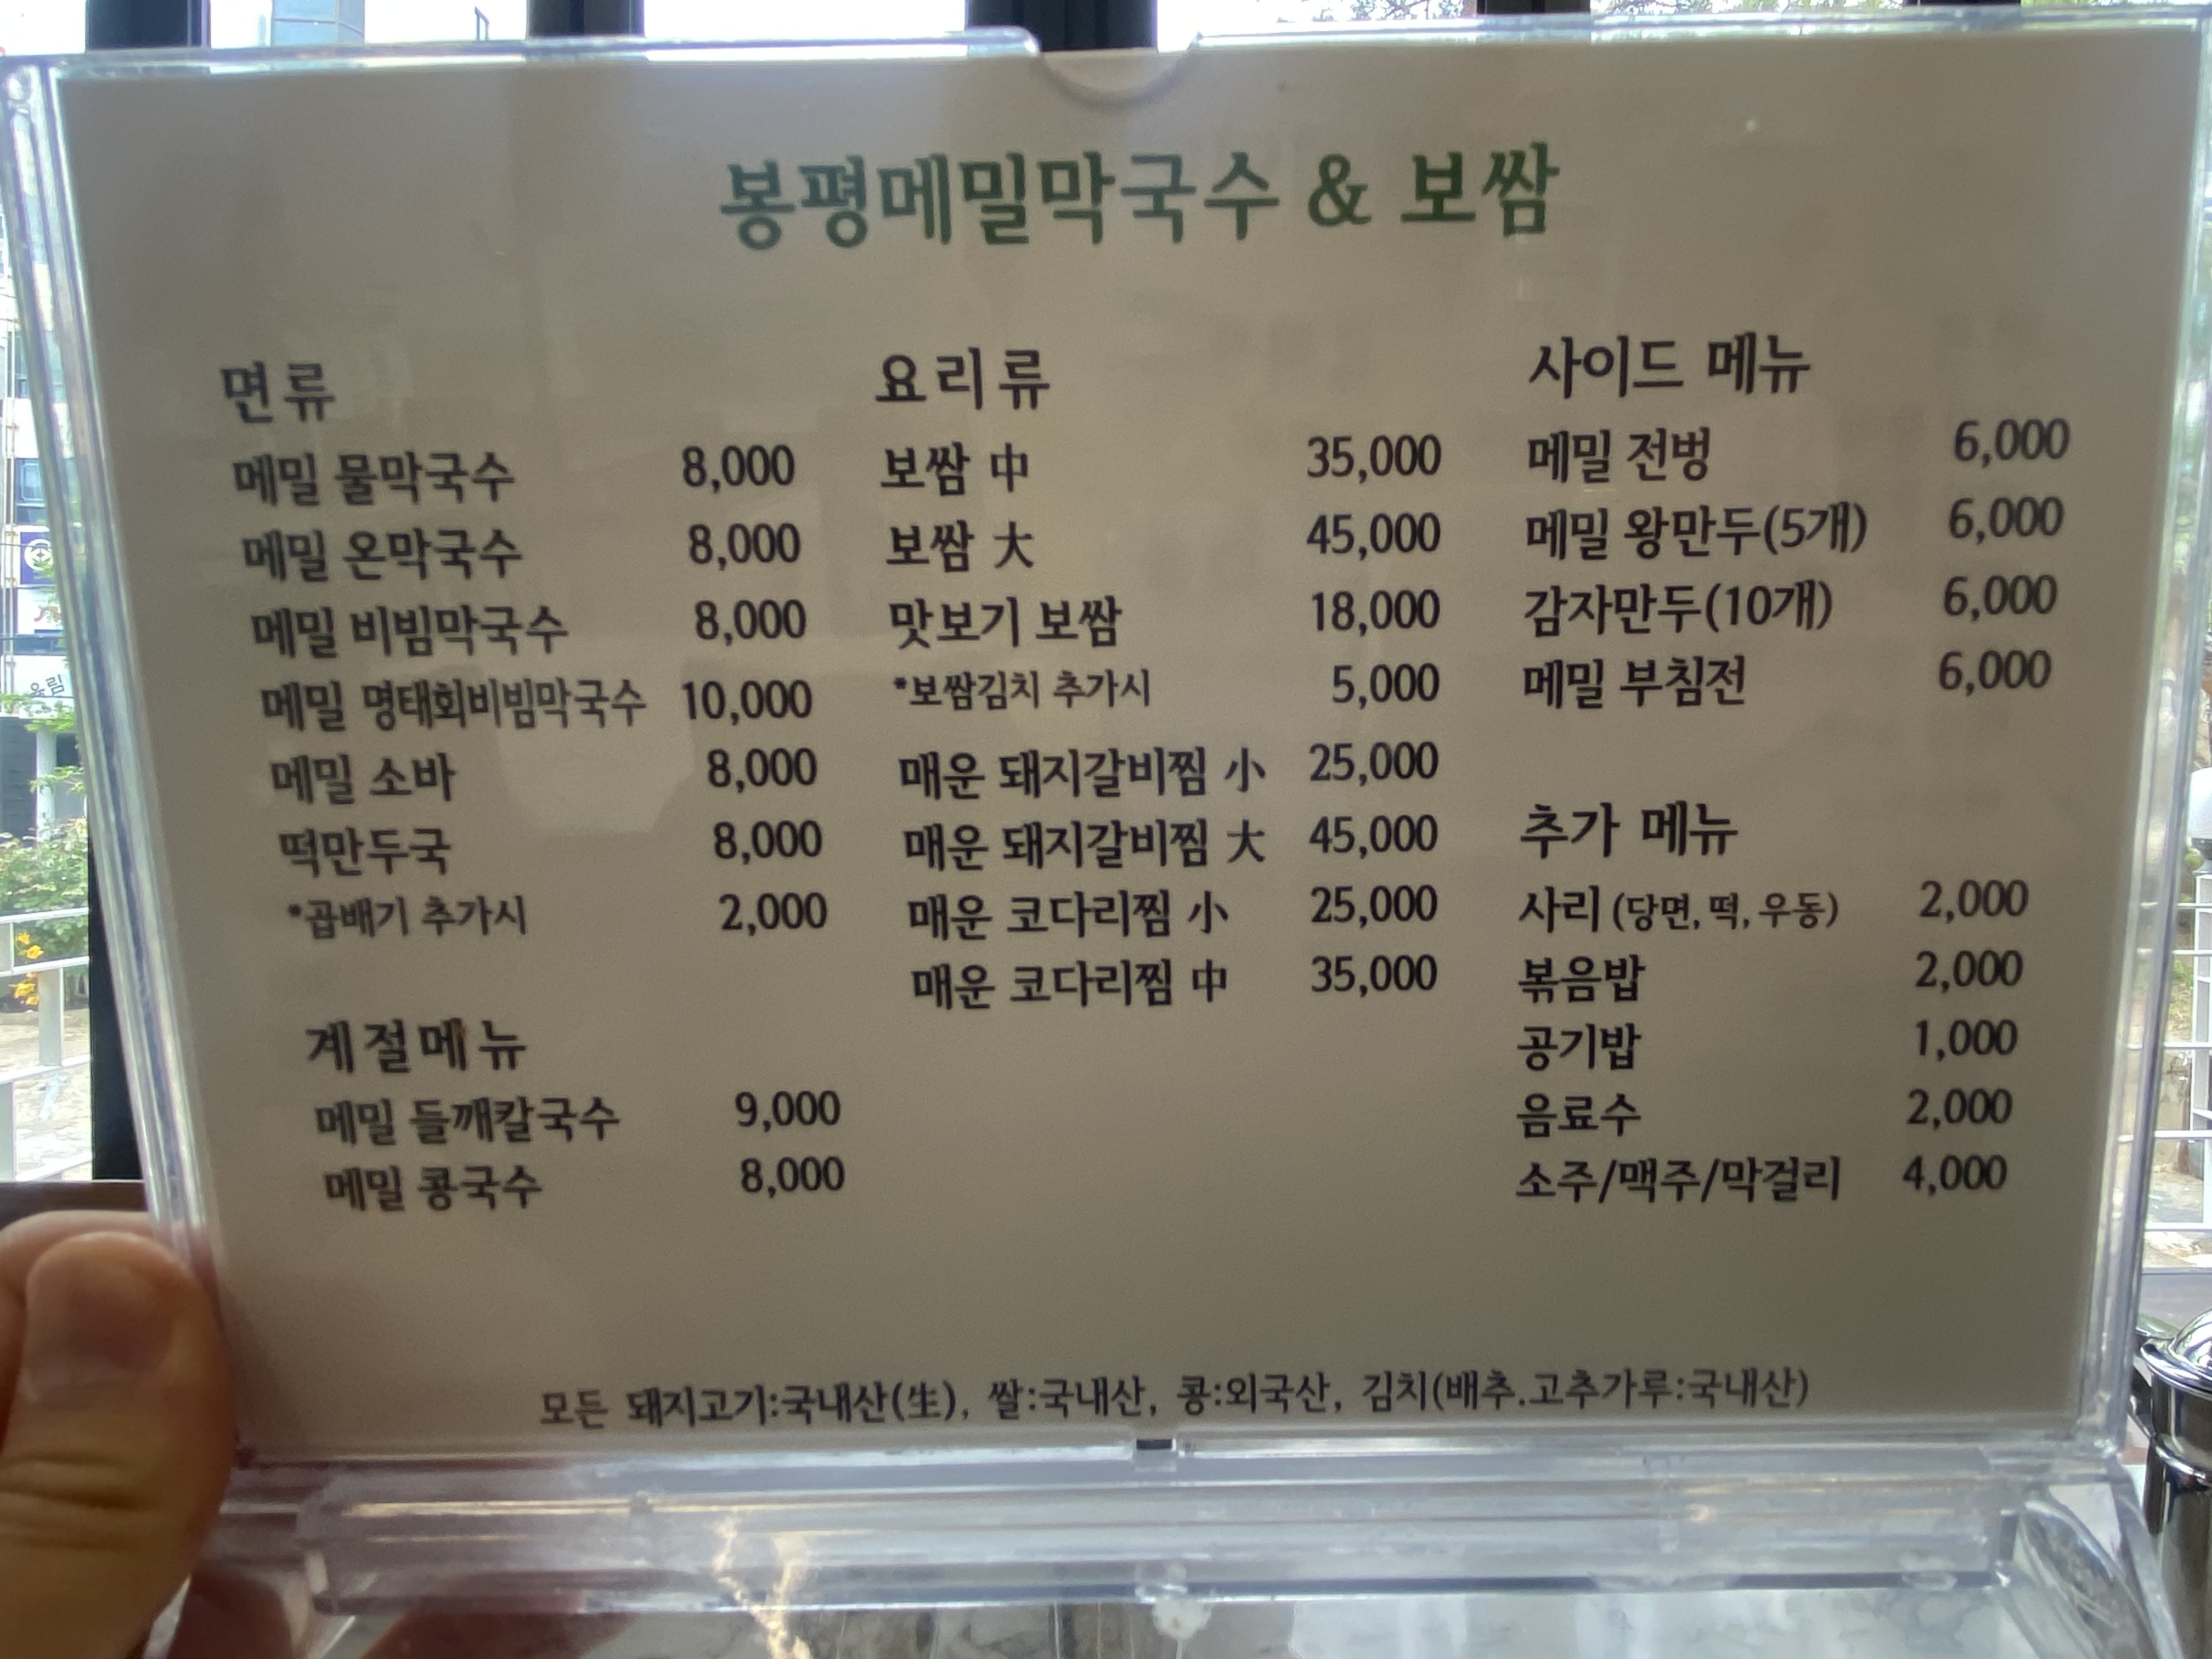 봉평메밀막국수 & 보쌈
면류
메밀 물막국수 8,000
메밀 온막국수 8,000
메밀 비빔막국수 8,000
메밀 명태회비빔막국수 10,000
메밀 소바 8,000
떡만두국 8,000
*곱배기 추가시 2,000
계절메뉴
메밀 들깨칼국수 9,000
메밀 콩국수 8,000
요리류
보쌈 中 35,000
보쌈 大 45,000
맛보기 보쌈 18,000
*보쌈김치 추가시 5,000
매운 돼지갈비찜 小 25,000
매운 돼지갈비찜 大 45,000
매운 코다리찜 小 25,000
매운 코다리찜 中 35,000
사이드 메뉴
메밀 전병 6,000
메밀 왕만두(5개) 6,000
감자만두(10개) 6,000
메밀 부침전 6,000
추가 메뉴
사리 (당면, 떡, 우동) 2,000
볶음밥 2,000
공기밥 1,000
음료수 2,000
소주/맥주/막걸리 4,000
모든 돼지고기:국내산(生), 쌀:국내산, 콩:외국산, 김치(배추.고추가루:국내산)